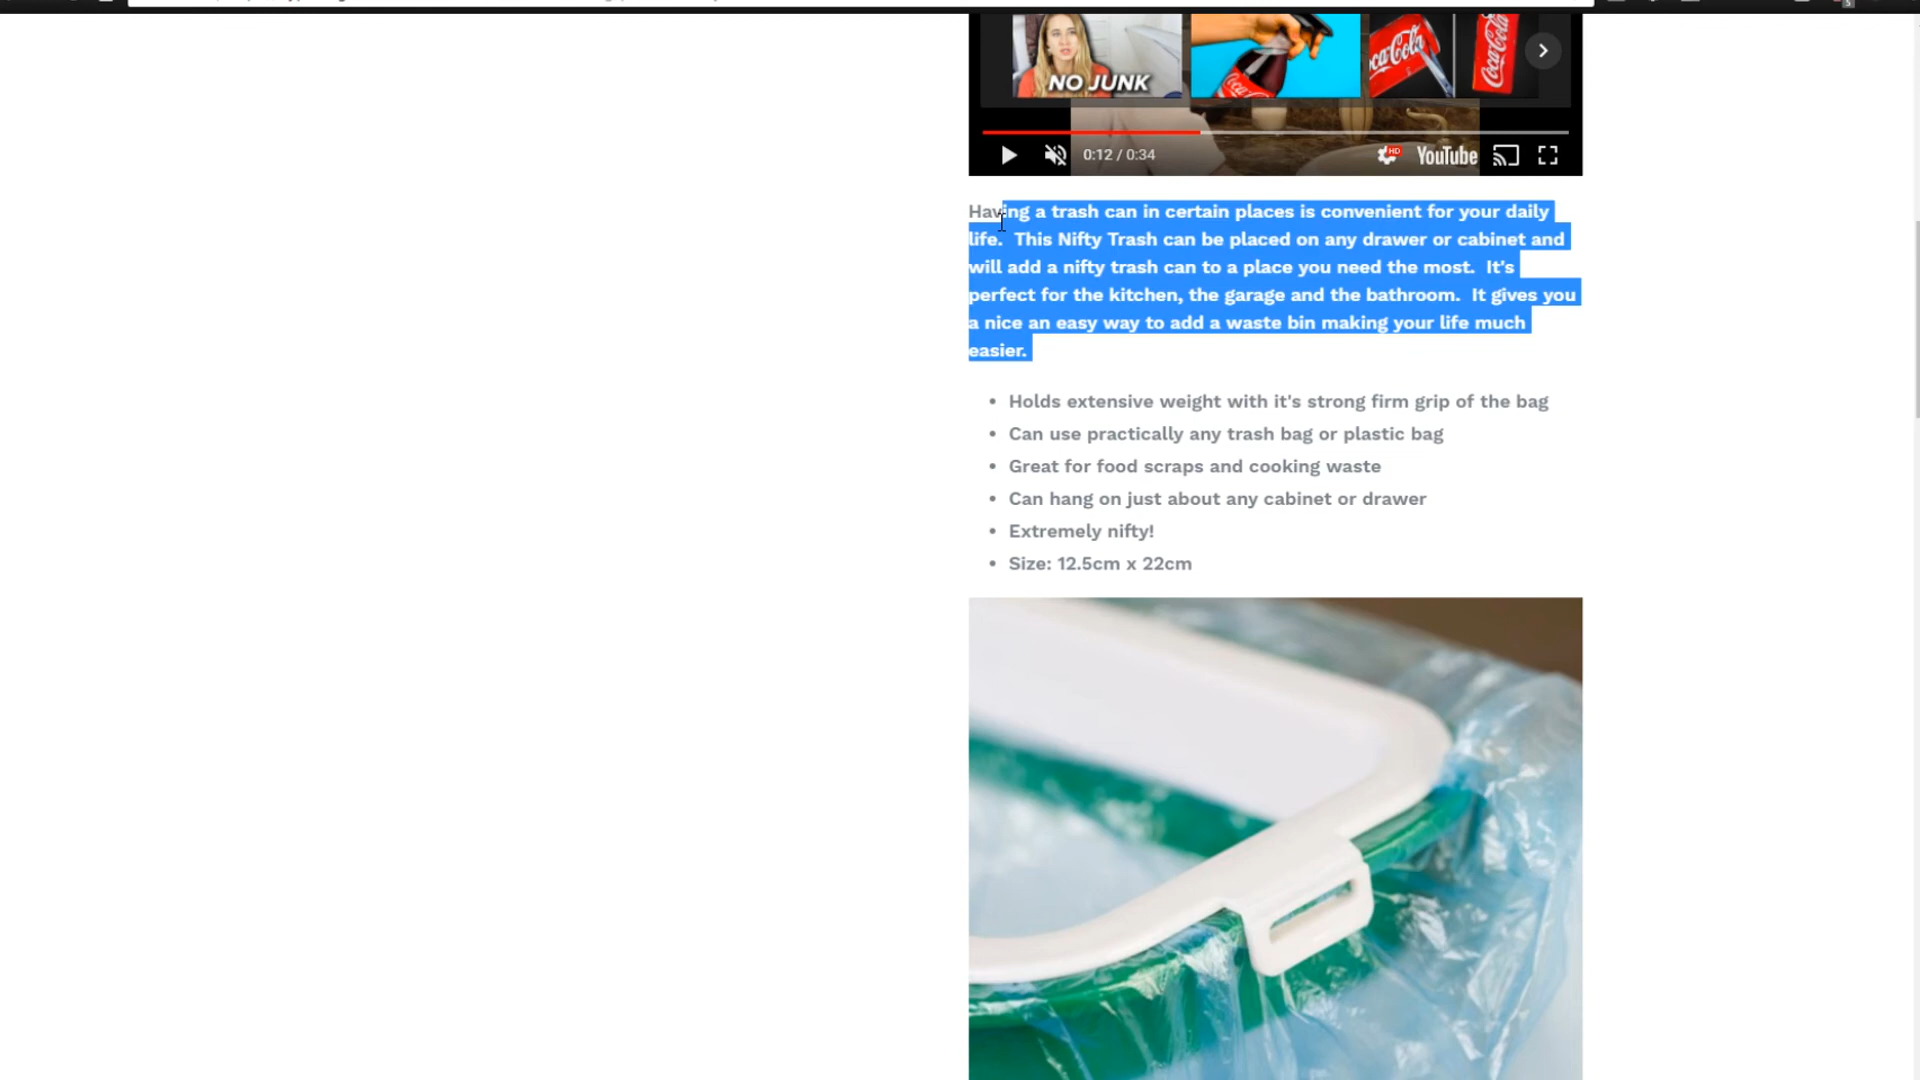 NO JUNK
Coca-Cola
0:12 / 0:34
HD
YouTube
Having a trash can in certain places is convenient for your daily
life.  This Nifty Trash can be placed on any drawer or cabinet and
will add a nifty trash can to a place you need the most.  It's
perfect for the kitchen, the garage and the bathroom.  It gives you
a nice an easy way to add a waste bin making your life much
easier.
• Holds extensive weight with it's strong firm grip of the bag
• Can use practically any trash bag or plastic bag
• Great for food scraps and cooking waste
• Can hang on just about any cabinet or drawer
• Extremely nifty!
• Size: 12.5cm x 22cm